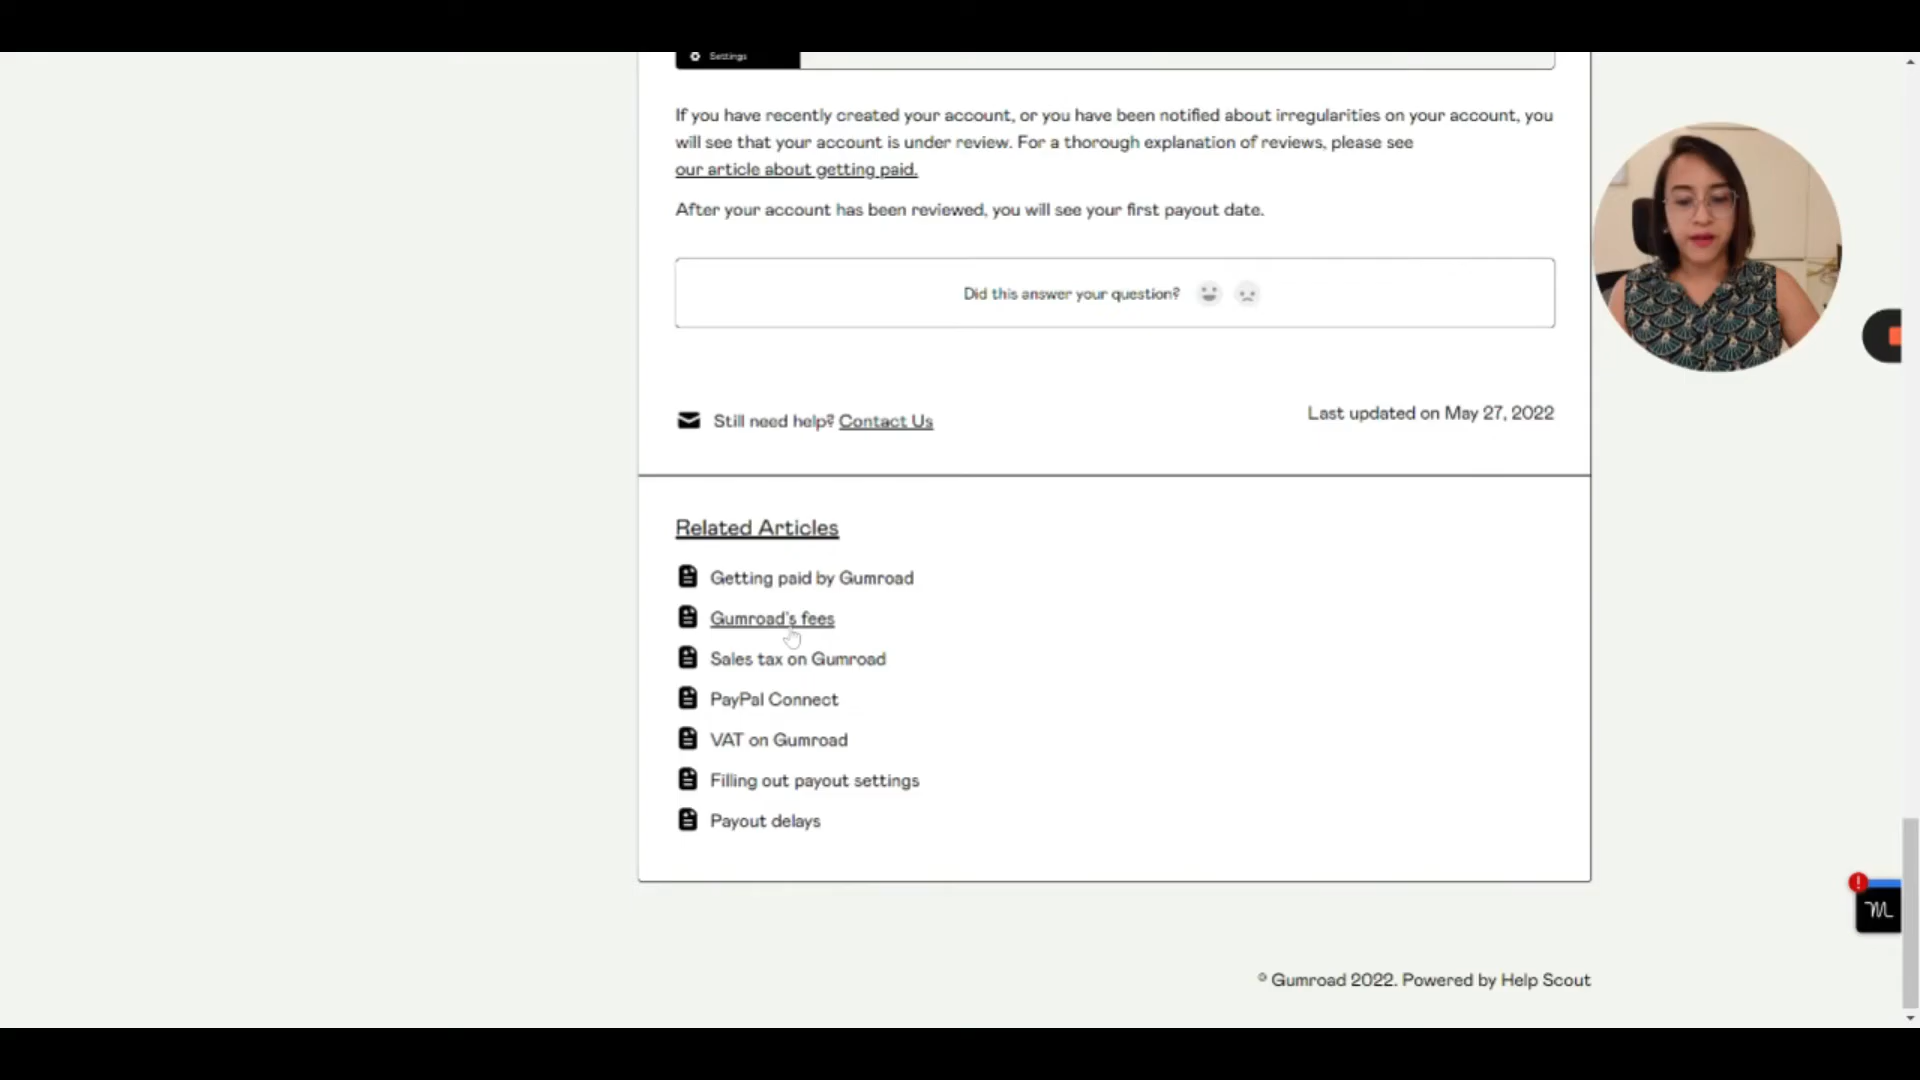 Settings
If you have recently created your account, or you have been notified about irregularities on your account, you
will see that your account is under review. For a thorough explanation of reviews, please see
our article about getting paid.
After your account has been reviewed, you will see your first payout date.
Did this answer your question?
Still need help? Contact Us
Last updated on May 27, 2022
Related Articles
Getting paid by Gumroad
Gumroad's fees
Sales tax on Gumroad
PayPal Connect
VAT on Gumroad
Filling out payout settings
Payout delays
© Gumroad 2022. Powered by Help Scout